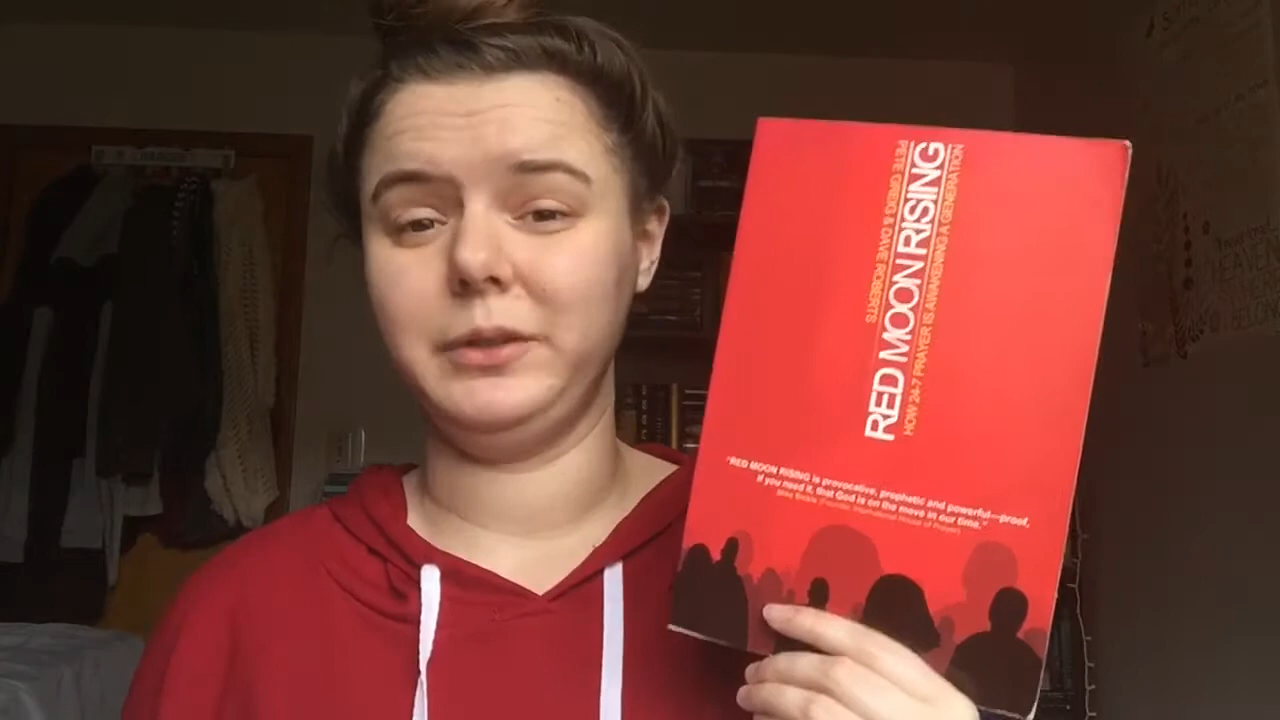 PETE GREIG & DAVE ROBERTS
RED MOON RISING
HOW 24-7 PRAYER IS AWAKENING A GENERATION
"RED MOON RISING is provocative, prophetic and powerful—proof,
if you need it, that God is on the move in our time."
Mike Bickle (Founder, International House of Prayer)
HEAVEN
BELONG